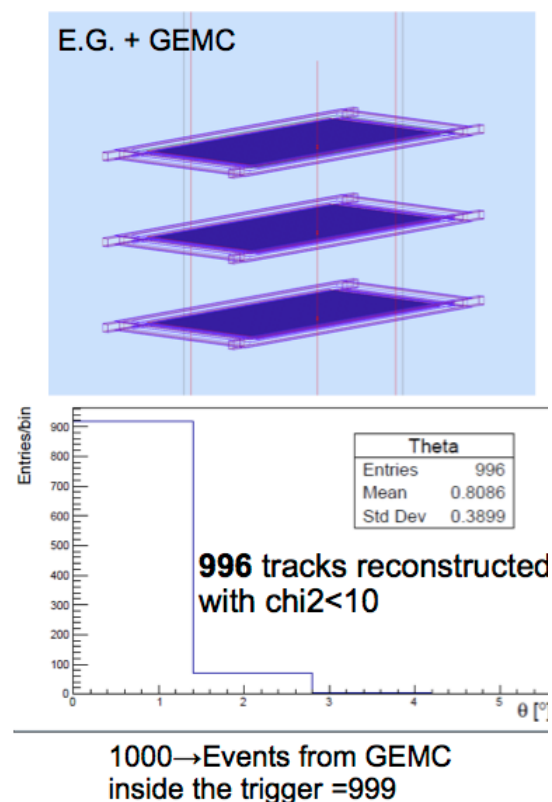 E.G. + GEMC
Entries/bin
900
800
700
600
500
400
300
200
100
0
Theta
Entries 996
Mean 0.8086
Std Dev 0.3899
996 tracks reconstructed
with chi2<10
0 1 2 3 4 5
θ [°]
1000→Events from GEMC
inside the trigger =999